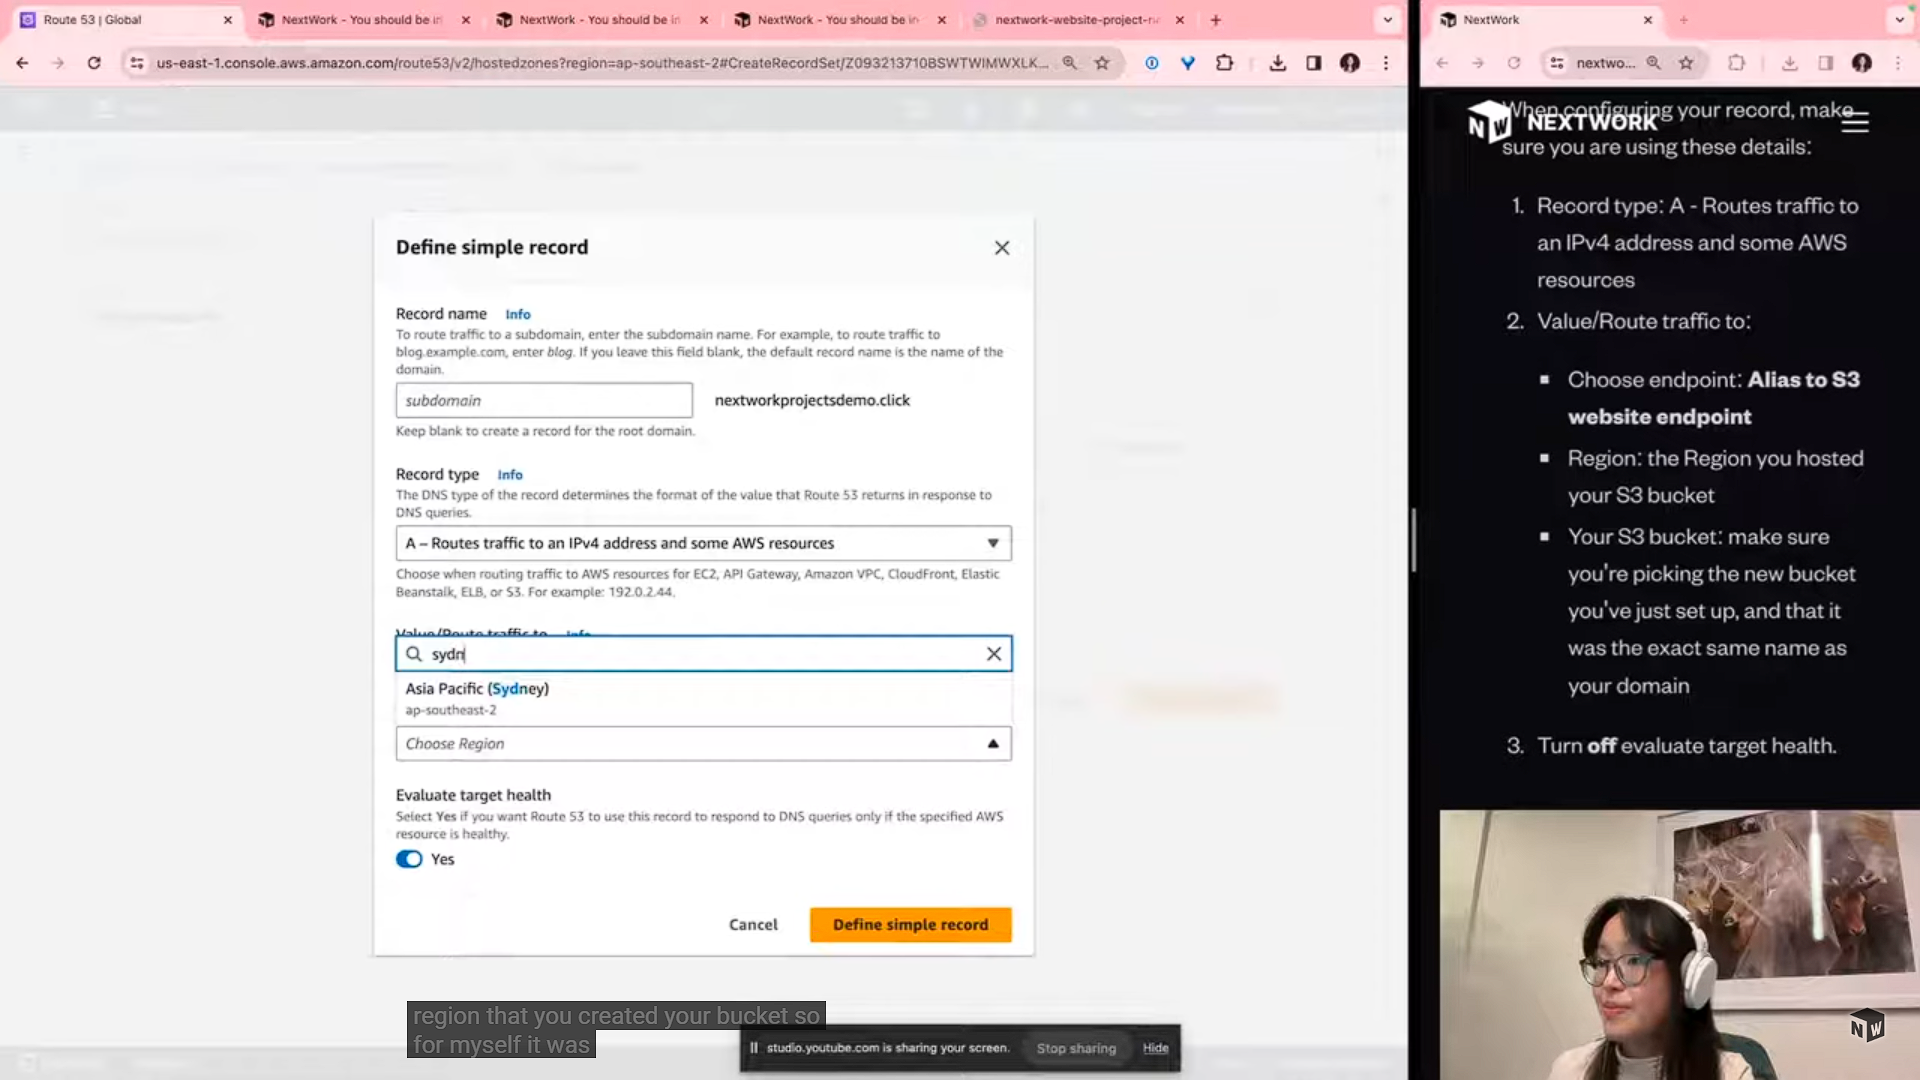 Route 53 | Global
NextWork - You should be in
NextWork - You should be in
NextWork - You should be in
nextwork-website-project-ne
us-east-1.console.aws.amazon.com/route53/v2/hostedzones?region=ap-southeast-2#CreateRecordSet/Z093213710BSWTWIMWXLK...
Define simple record
Record name Info
To route traffic to a subdomain, enter the subdomain name. For example, to route traffic to
blog.example.com, enter blog. If you leave this field blank, the default record name is the name of the
domain.
subdomain
nextworkprojectsdemo.click
Keep blank to create a record for the root domain.
Record type Info
The DNS type of the record determines the format of the value that Route 53 returns in response to
DNS queries.
A – Routes traffic to an IPv4 address and some AWS resources
Choose when routing traffic to AWS resources for EC2, API Gateway, Amazon VPC, CloudFront, Elastic
Beanstalk, ELB, or S3. For example: 192.0.2.44.
Value/Route traffic to Info
sydn
Asia Pacific (Sydney)
ap-southeast-2
Choose Region
Evaluate target health
Select Yes if you want Route 53 to use this record to respond to DNS queries only if the specified AWS
resource is healthy.
Yes
Cancel
Define simple record
region that you created your bucket so
for myself it was
studio.youtube.com is sharing your screen.
Stop sharing
Hide
NextWork
nextwo...
When configuring your record, make
NW NEXTWORK
sure you are using these details:
1. Record type: A - Routes traffic to
an IPv4 address and some AWS
resources
2. Value/Route traffic to:
Choose endpoint: Alias to S3
website endpoint
Region: the Region you hosted
your S3 bucket
Your S3 bucket: make sure
you're picking the new bucket
you've just set up, and that it
was the exact same name as
your domain
3. Turn off evaluate target health.
NW